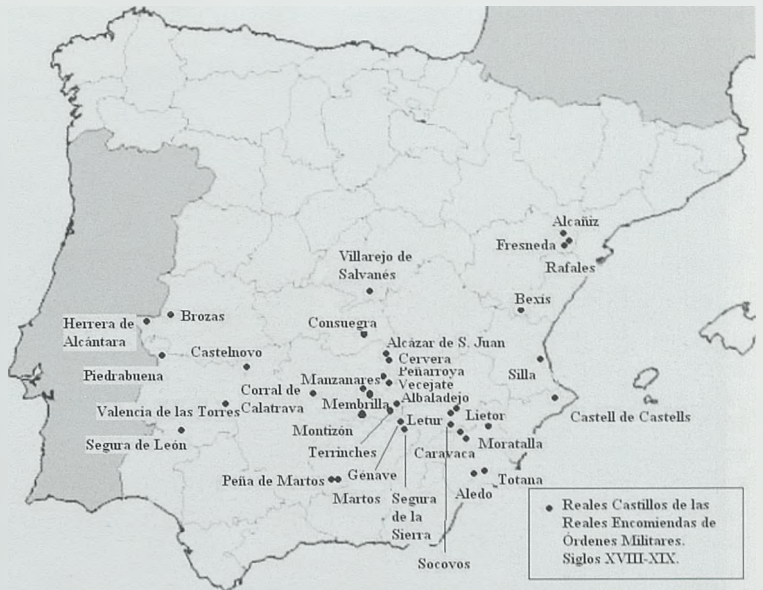 Alcañiz
Fresneda
Rafales
Villarejo de
Salvanés
Bexís
Brozas
Herrera de
Alcántara
Consuegra
Alcázar de S. Juan
Cervera
Castelnovo
Peñarroya
Piedrabuena
Manzanares
Vecejate
Silla
Corral de
Calatrava
Membrilla
Albaladejo
Valencia de las Torres
Castell de Castells
Montizón
Letur
Lietor
Segura de León
Terrinches
Moratalla
Caravaca
Peña de Martos
Génave
Totana
Martos
Segura
de la
Sierra
Aledo
Socovos
Reales Castillos de las
Reales Encomiendas de
Órdenes Militares.
Siglos XVIII-XIX.